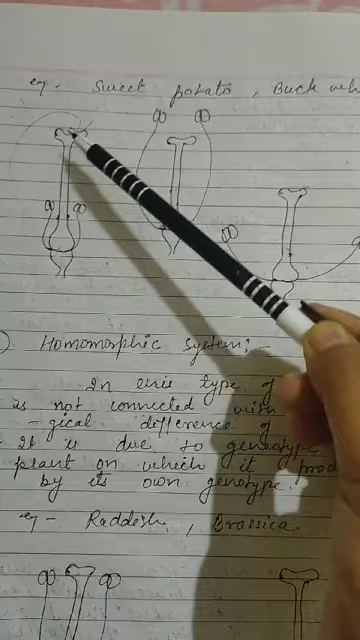 eg - Sweet potato, Buck
Homomorphic System:-
In this type of
is not connected with
- gical difference of
It is due to genotype
plant on which it prod
by its own genotype.
eg - Raddesh, Brassica.